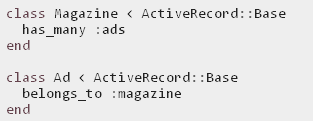 class Magazine < ActiveRecord::Base
  has_many :ads
end

class Ad < ActiveRecord::Base
  belongs_to :magazine
end